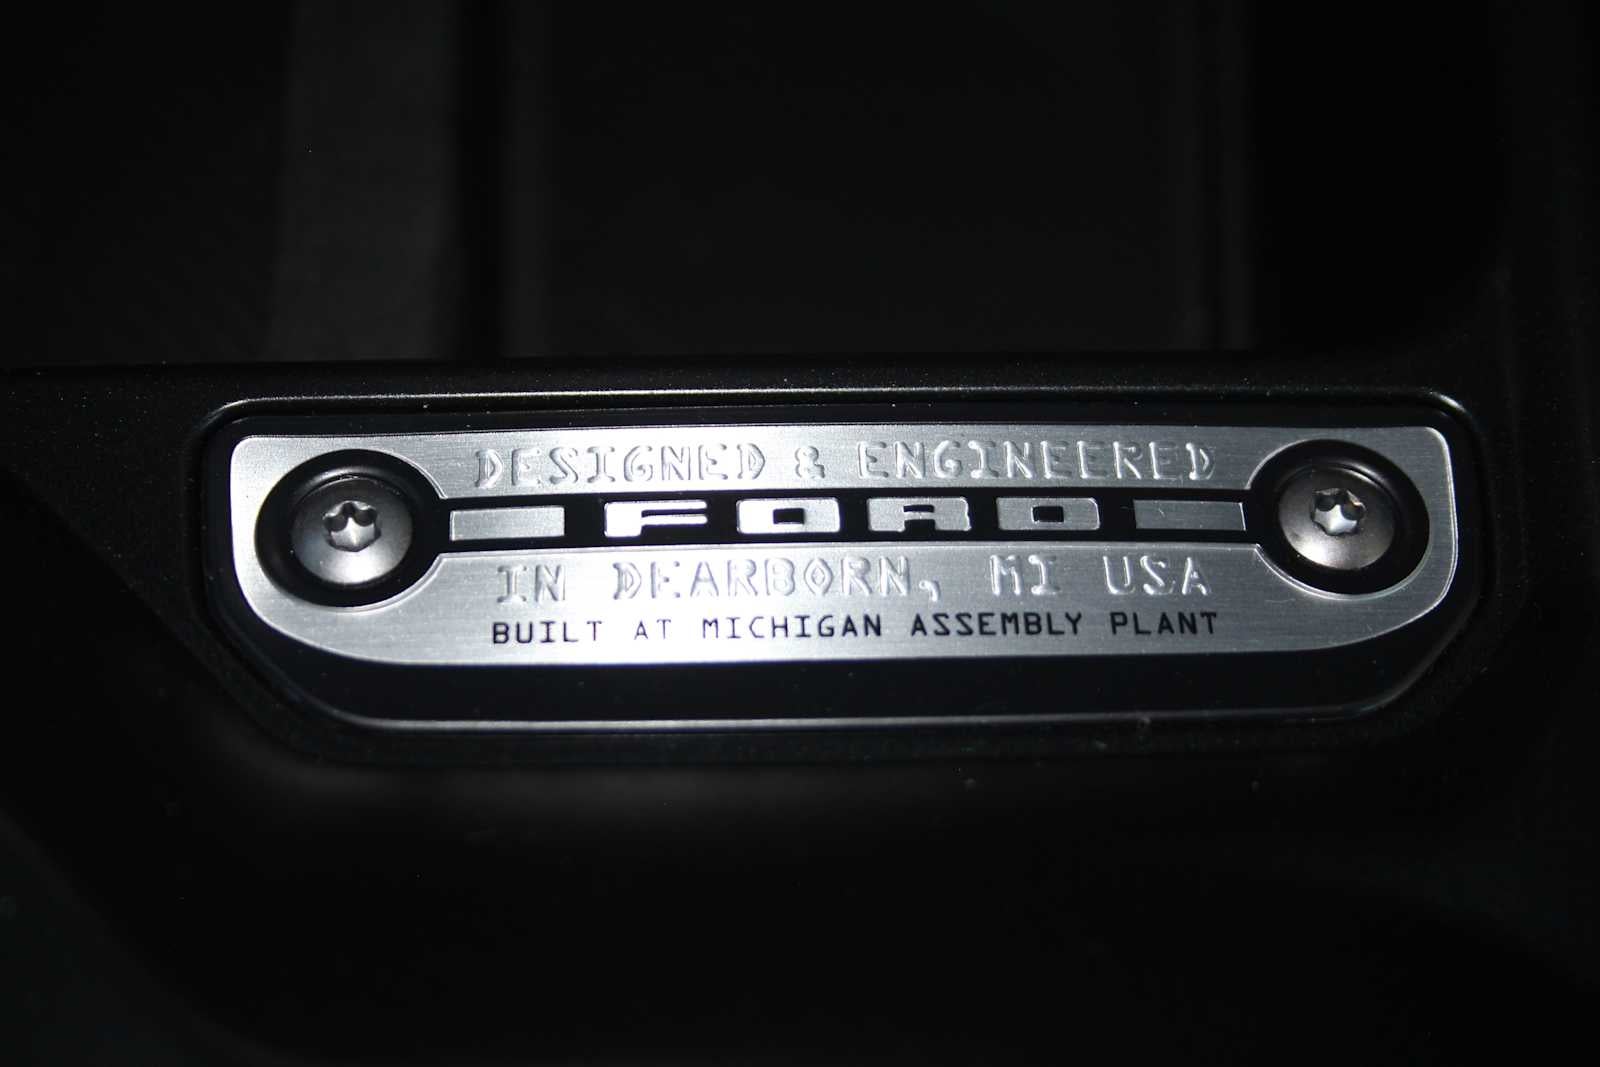 DESIGNED & ENGINEERED
FORD
IN DEARBORN, MI USA
BUILT AT MICHIGAN ASSEMBLY PLANT